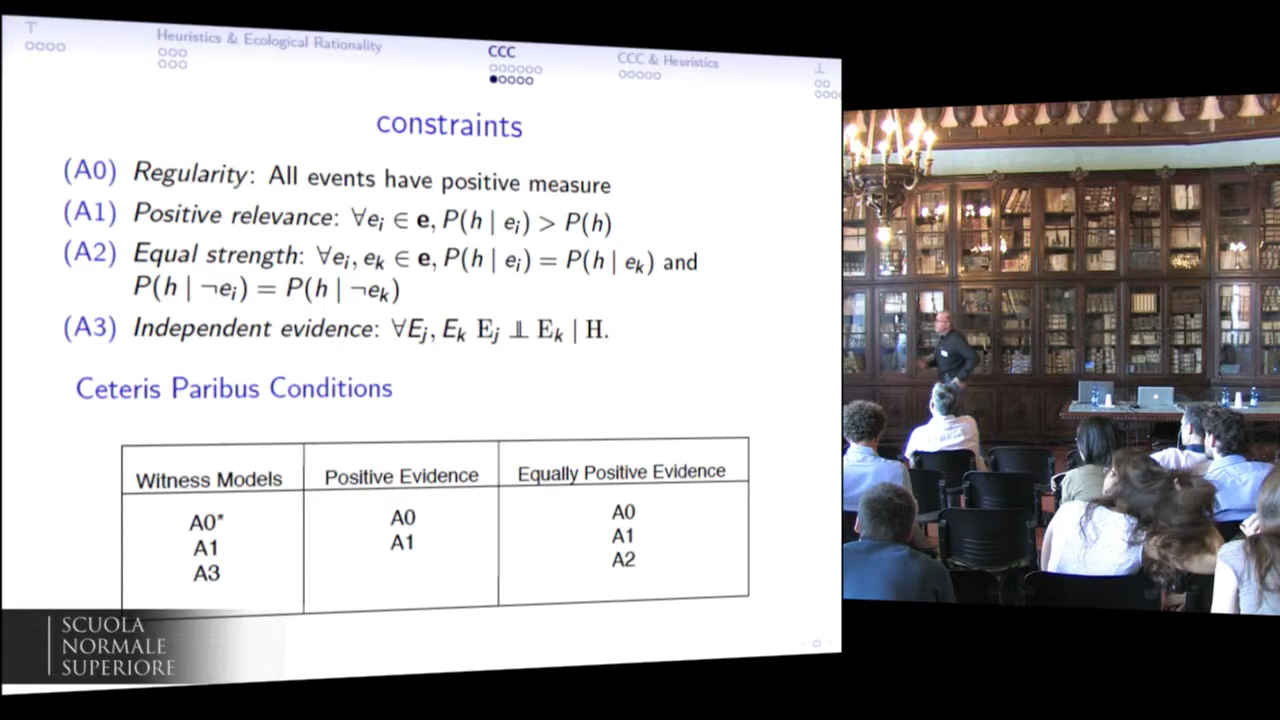 ⊤
Heuristics & Ecological Rationality
CCC
CCC & Heuristics
⊥
constraints
(A0) Regularity: All events have positive measure
(A1) Positive relevance: ∀eᵢ ∈ e, P(h | eᵢ) > P(h)
(A2) Equal strength: ∀eᵢ, eₖ ∈ e, P(h | eᵢ) = P(h | eₖ) and
P(h | ¬eᵢ) = P(h | ¬eₖ)
(A3) Independent evidence: ∀Eⱼ, Eₖ Eⱼ ⫫ Eₖ | H.
Ceteris Paribus Conditions
Witness Models Positive Evidence Equally Positive Evidence
A0* A0 A0
A1 A1 A1
A3 A2
SCUOLA
NORMALE
SUPERIORE